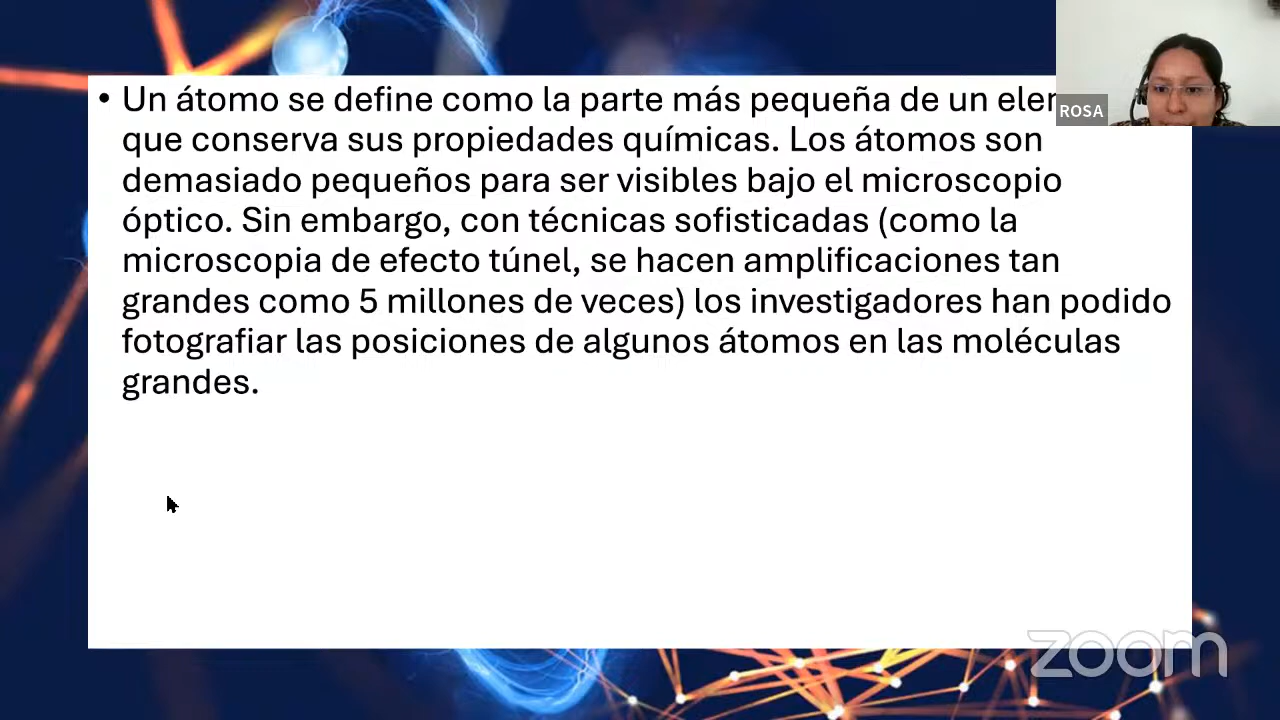 • Un átomo se define como la parte más pequeña de un
que conserva sus propiedades químicas. Los átomos son
demasiado pequeños para ser visibles bajo el microscopio
óptico. Sin embargo, con técnicas sofisticadas (como la
microscopia de efecto túnel, se hacen amplificaciones tan
grandes como 5 millones de veces) los investigadores han podido
fotografiar las posiciones de algunos átomos en las moléculas
grandes.
ROSA
zoom